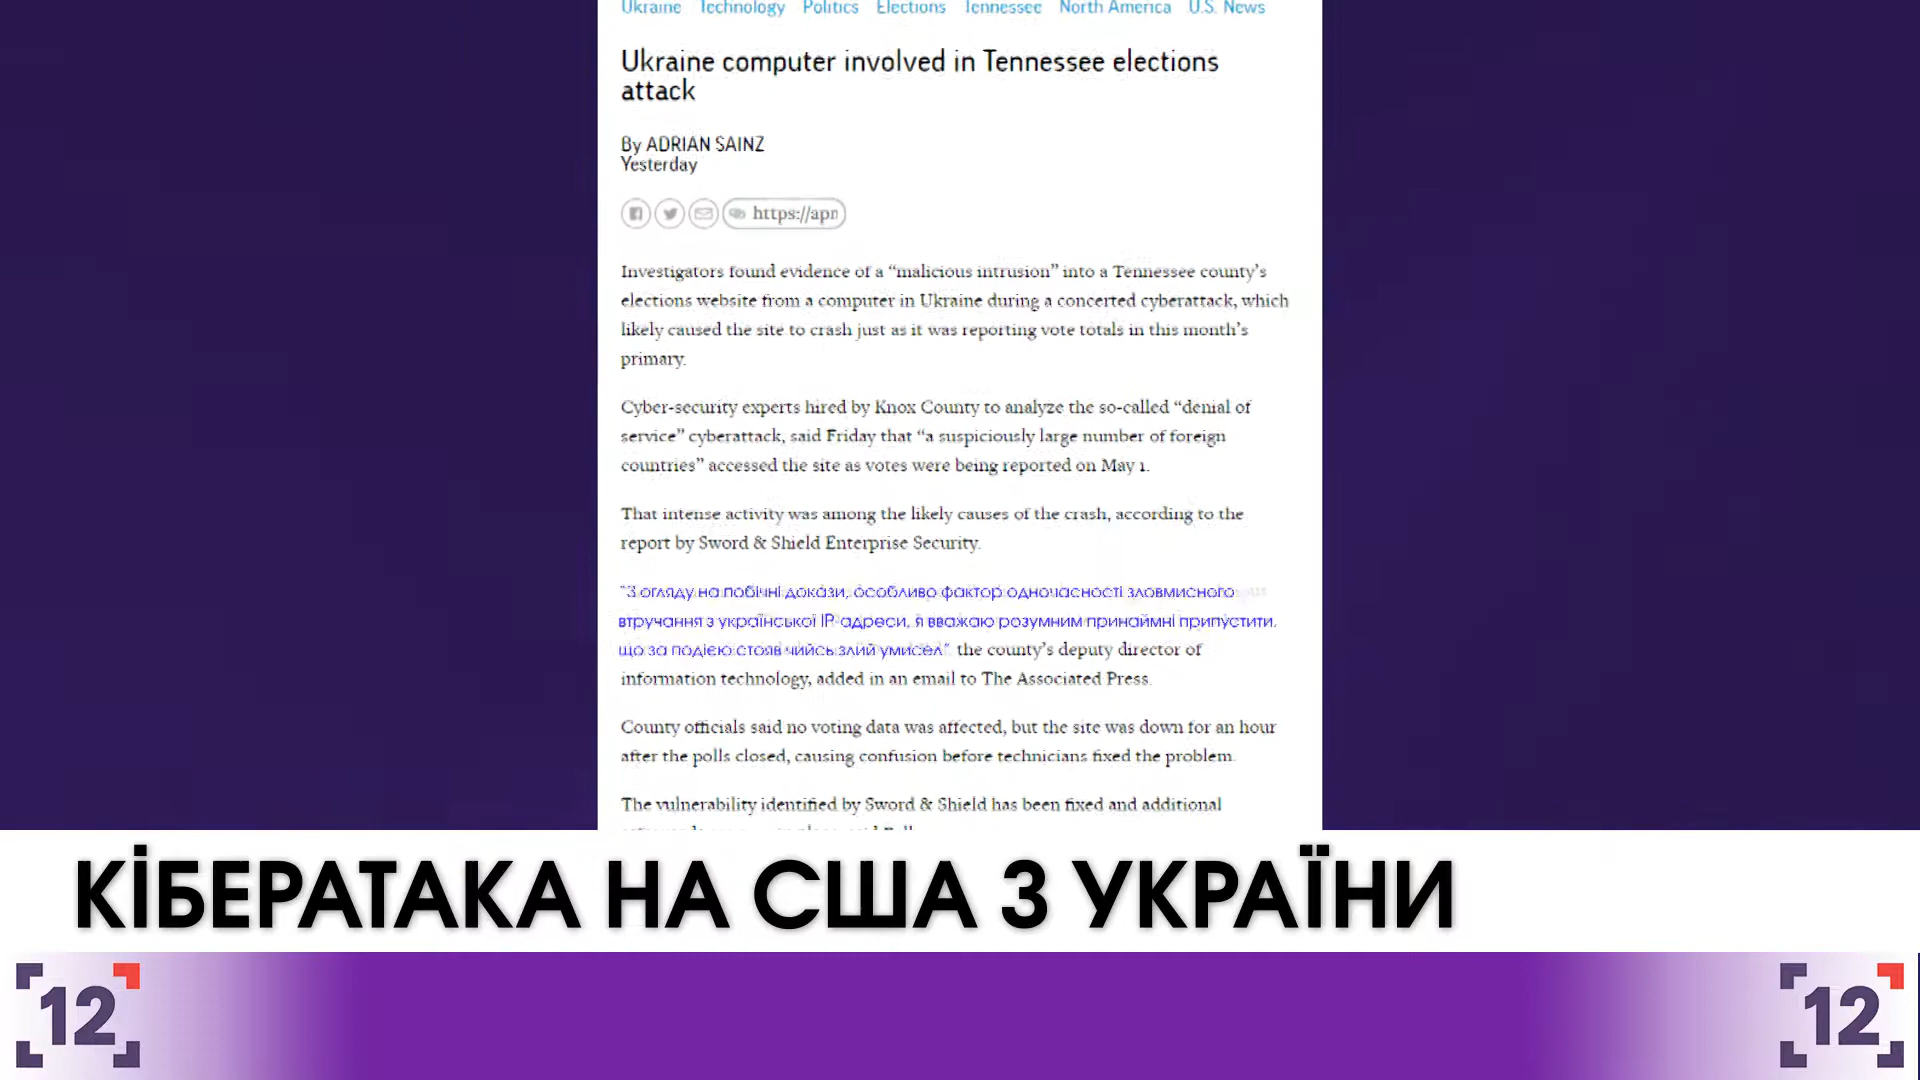 Ukraine Technology Politics Elections Tennessee North America U.S. News
Ukraine computer involved in Tennessee elections
attack
By ADRIAN SAINZ
Yesterday
https://apn
Investigators found evidence of a “malicious intrusion” into a Tennessee county’s
elections website from a computer in Ukraine during a concerted cyberattack, which
likely caused the site to crash just as it was reporting vote totals in this month’s
primary.
Cyber-security experts hired by Knox County to analyze the so-called “denial of
service” cyberattack, said Friday that “a suspiciously large number of foreign
countries” accessed the site as votes were being reported on May 1.
That intense activity was among the likely causes of the crash, according to the
report by Sword & Shield Enterprise Security.
"З огляду на побічні докази, особливо фактор одночасності зловмисного
втручання з української IP-адреси, я вважаю розумним принаймні припустити,
що за подією стояв чийсь злий умисел" the county’s deputy director of
information technology, added in an email to The Associated Press.
County officials said no voting data was affected, but the site was down for an hour
after the polls closed, causing confusion before technicians fixed the problem.
The vulnerability identified by Sword & Shield has been fixed and additional
КІБЕРАТАКА НА США З УКРАЇНИ
12
12